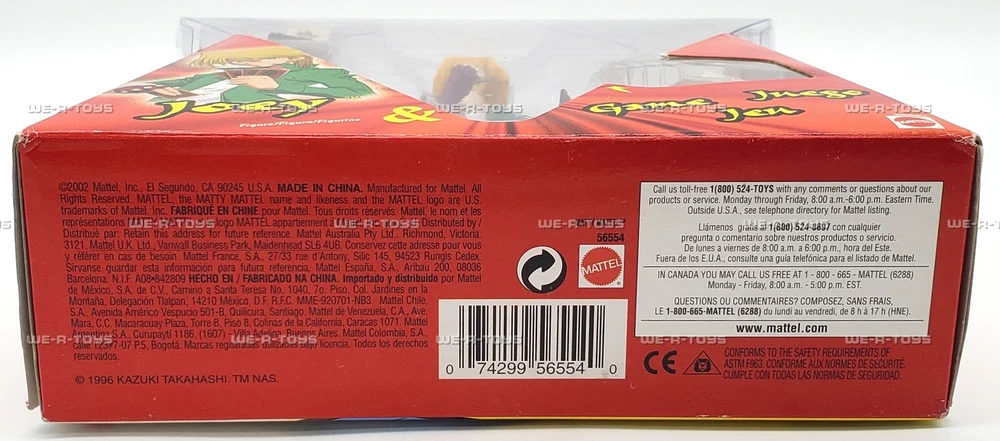 Joey
Figure/Figura/Figurine
&
Game Juego
Jeu
MATTEL
©2002 Mattel, Inc., El Segundo, CA 90245 U.S.A. MADE IN CHINA. Manufactured for Mattel. All
Rights Reserved. MATTEL, the MATTY MATTEL name and likeness and the MATTEL logo are U.S.
trademarks of Mattel, Inc. FABRIQUÉ EN CHINE pour Mattel. Tous droits réservés. Mattel, le nom et les
représentations logo MATTEL appartiennent à Distributed by /
Distribué par: Retain this address for future reference: Mattel Australia Pty Ltd., Richmond, Victoria.
3121. Mattel U.K. Ltd., Vanwall Business Park, Maidenhead SL6 4UB. Conservez cette adresse pour vous
y référer en cas de besoin. Mattel France, S.A., 27/33 rue d'Antony, Silic 145, 94523 Rungis Cedex.
Sírvanse guardar esta información para futura referencia. Mattel España, S.A., Aribau 200, 08036
Barcelona. N.I.F. A08-842809 HECHO EN / FABRICADO NA CHINA. Importado y distribuido por Mattel
de México, S.A. de C.V., Camino a Santa Teresa No. 1040, 7o. Piso, Col. Jardines en la
Montaña, Delegación Tlalpan, 14210 México, D.F. R.F.C. MME-920701-NB3. Mattel Chile,
S.A., Avenida Américo Vespucio 501-B, Quilicura, Santiago. Mattel de Venezuela, C.A., Ave.
Mara, C.C. Macaracuay Plaza, Torre B, Piso 8, Colinas de la California, Caracas 1071. Mattel
Argentina S.A., Curupaytí 1186, (1607) - Villa Adelina, Buenos Aires. Mattel Colombia, S.A.,
calle 123#7-07 P.5, Bogotá. Marcas registradas utilizadas bajo licencia. Todos los derechos
reservados.
© 1996 KAZUKI TAKAHASHI. TM NAS.
56554
MATTEL
0 74299 56554 0
Call us toll-free 1(800) 524-TOYS with any comments or questions about our
products or service. Monday through Friday, 8:00 a.m.-6:00 p.m. Eastern Time.
Outside U.S.A., see telephone directory for Mattel listing.
Llámenos gratis al 1(800) 524-8697 con cualquier
pregunta o comentario sobre nuestros productos o servicio.
De lunes a viernes de 8:00 a.m. a 6:00 p.m., hora del Este.
Fuera de los E.U.A., consulte una guía telefónica para el listado de Mattel.
IN CANADA YOU MAY CALL US FREE AT 1 - 800 - 665 - MATTEL (6288)
Monday - Friday, 8:00 a.m. - 5:00 p.m. EST.
QUESTIONS OU COMMENTAIRES? COMPOSEZ, SANS FRAIS,
LE 1-800-665-MATTEL (6288) du lundi au vendredi, de 8 h à 17 h (HNE).
www.mattel.com
CE
0-3
CONFORMS TO THE SAFETY REQUIREMENTS OF
ASTM F963. CONFORME AUX NORMES DE SÉCURITÉ.
CUMPLE CON TODAS LAS NORMAS DE SEGURIDAD.
WE-R-TOYS